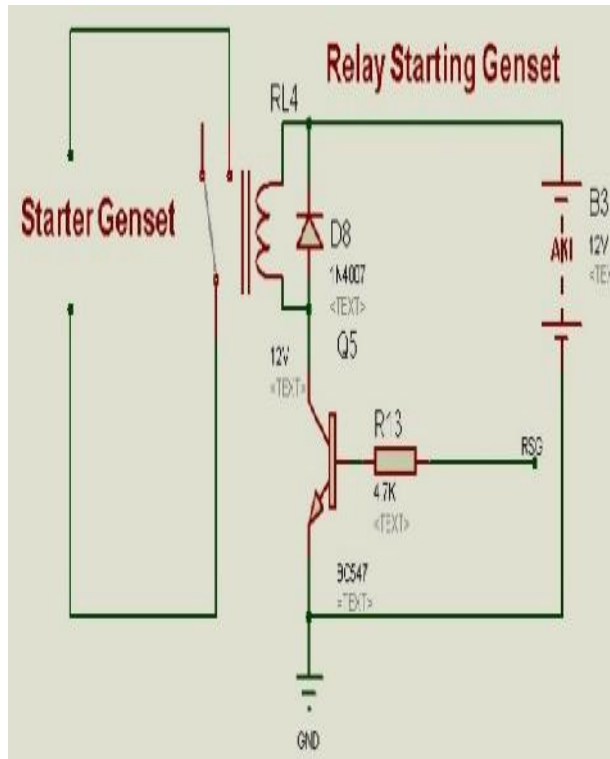 Relay Starting Genset
RL4
Starter Genset
B3
D8
AKI
12V
1N4007
<TEXT>
Q5
12V
<TEXT>
R13
RSG
4.7K
<TEXT>
BC547
<TEXT>
GND